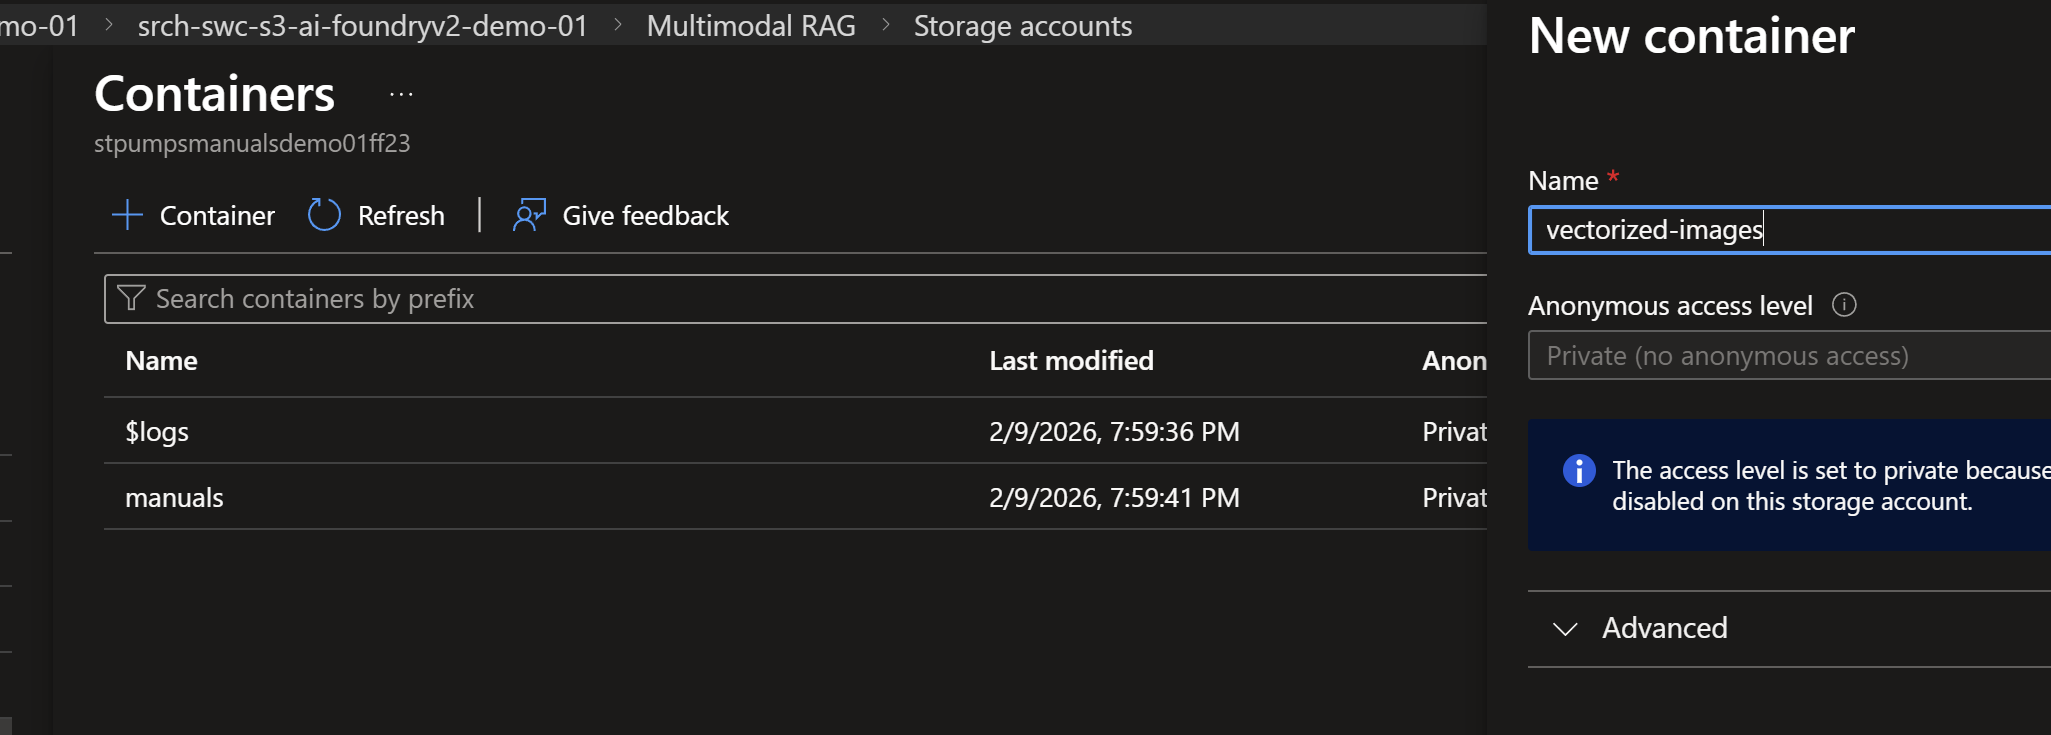 mo-01 > srch-swc-s3-ai-foundryv2-demo-01 > Multimodal RAG > Storage accounts
Containers ...
stpumpsmanualsdemo01ff23
Container Refresh | Give feedback
Search containers by prefix
Name Last modified Anon
$logs 2/9/2026, 7:59:36 PM Privat
manuals 2/9/2026, 7:59:41 PM Privat
New container
Name *
vectorized-images
Anonymous access level
Private (no anonymous access)
The access level is set to private because
disabled on this storage account.
Advanced